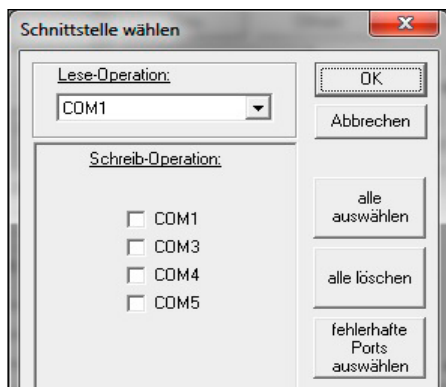 Schnittstelle wählen
Lese-Operation:
COM1
OK
Abbrechen
Schreib-Operation:
COM1
COM3
COM4
COM5
alle
auswählen
alle löschen
fehlerhafte
Ports
auswählen